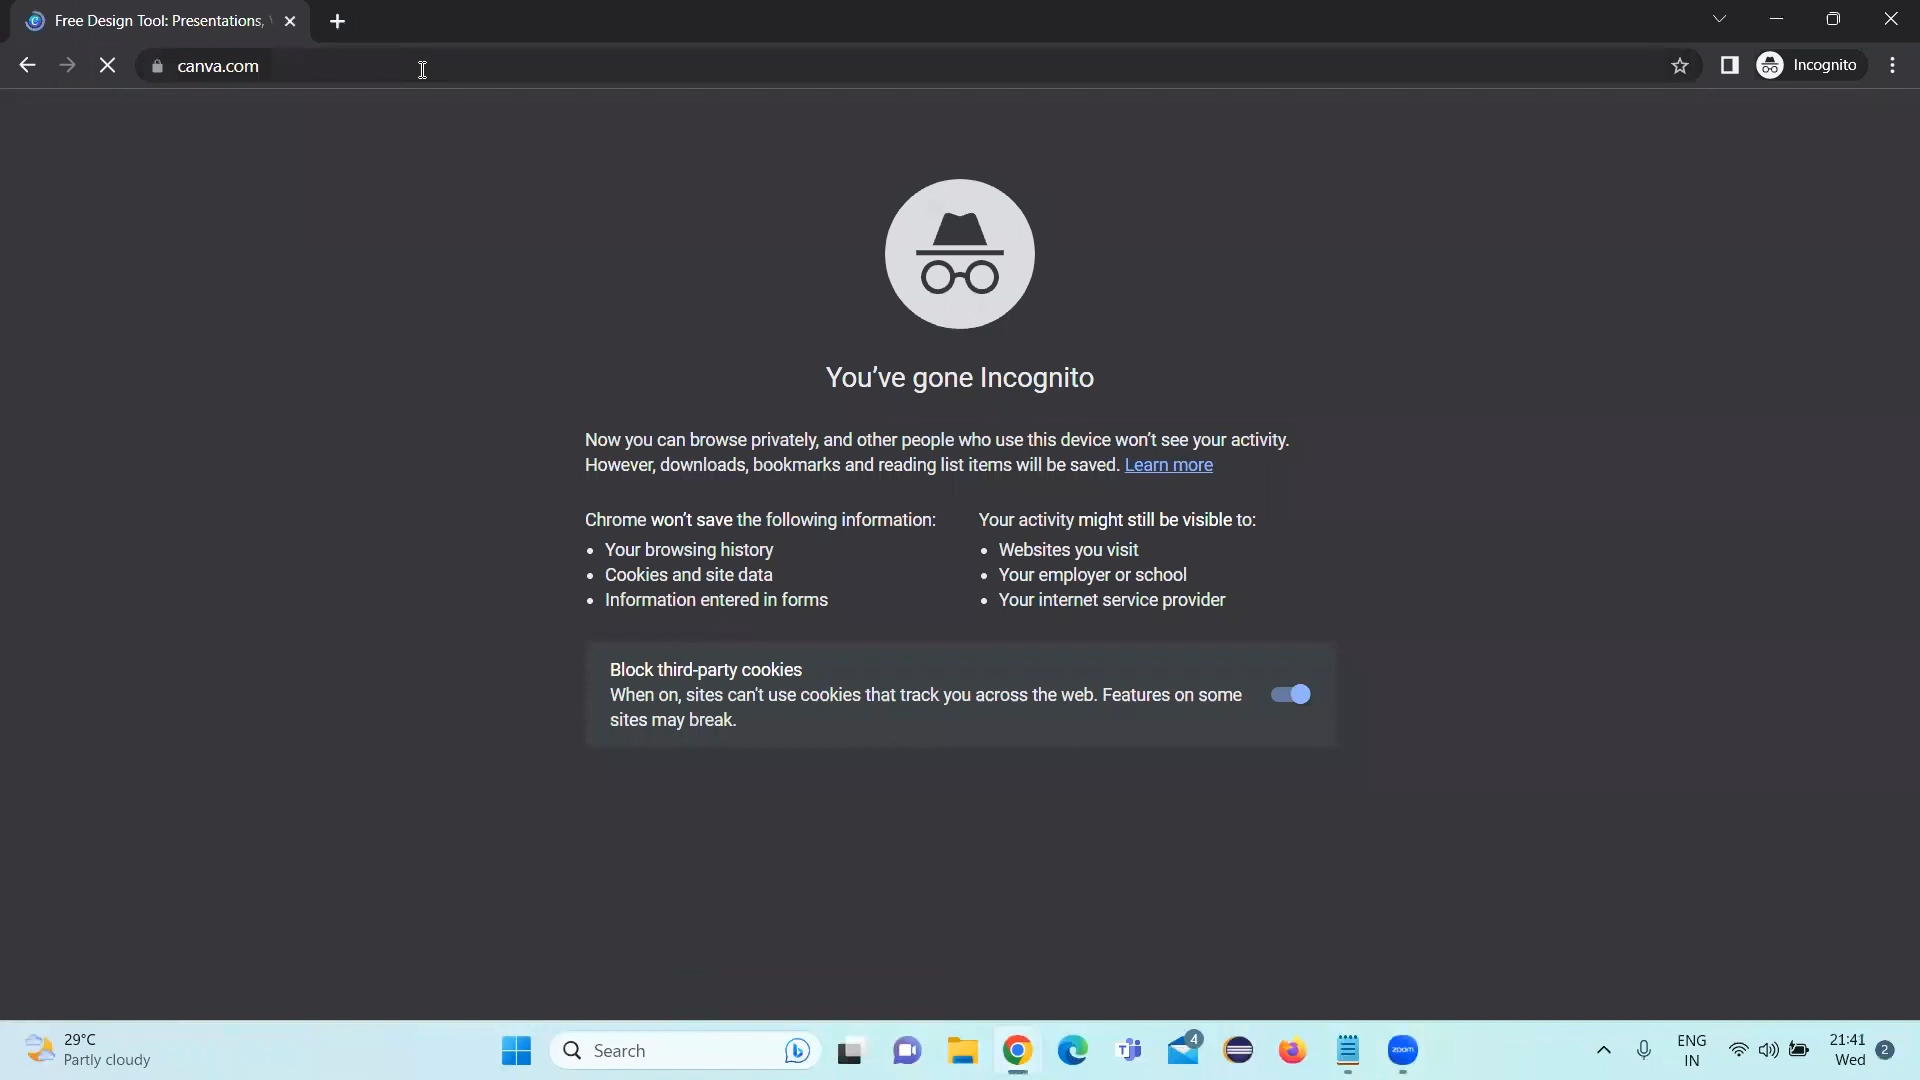 Free Design Tool: Presentations,
canva.com
Incognito
You've gone Incognito
Now you can browse privately, and other people who use this device won't see your activity.
However, downloads, bookmarks and reading list items will be saved. Learn more
Chrome won't save the following information:
Your browsing history
Cookies and site data
Information entered in forms
Your activity might still be visible to:
Websites you visit
Your employer or school
Your internet service provider
Block third-party cookies
When on, sites can't use cookies that track you across the web. Features on some
sites may break.
29°C
Partly cloudy
Search
4
zoom
ENG
IN
21:41
Wed
2